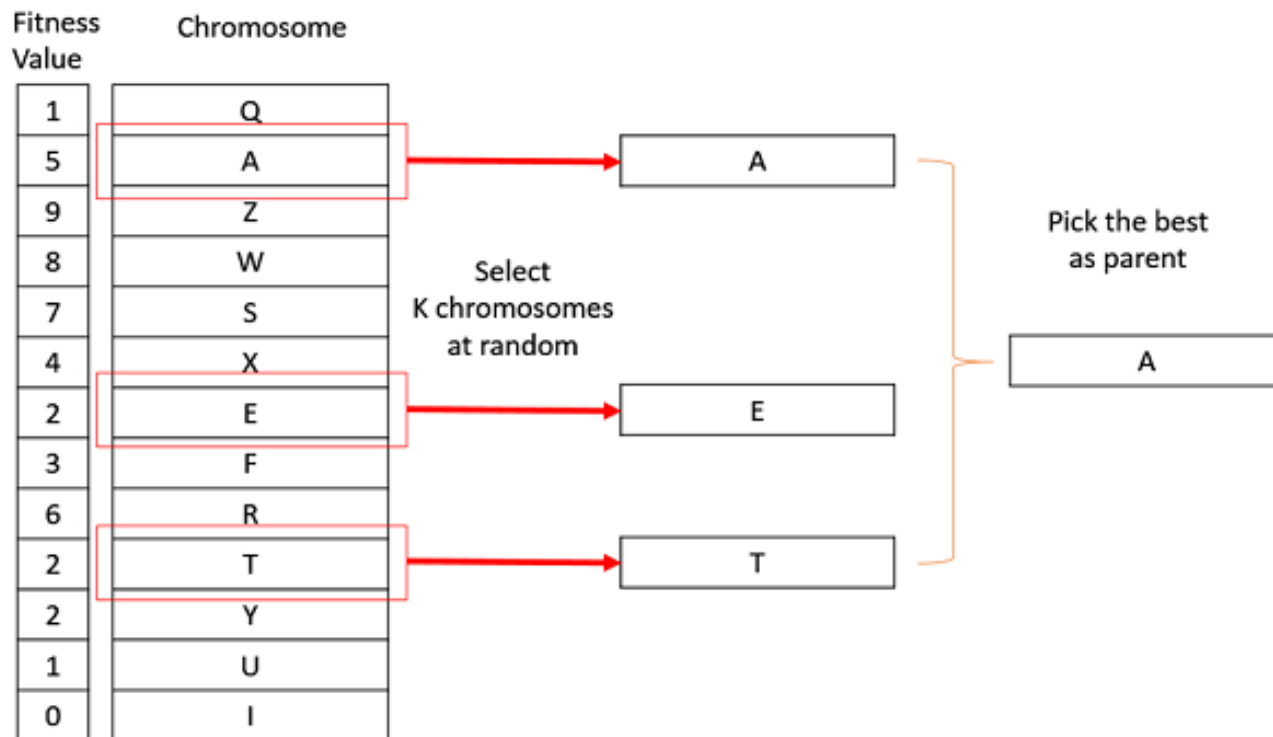 Fitness
Value
Chromosome
1 Q
5 A
9 Z
8 W
7 S
4 X
2 E
3 F
6 R
2 T
2 Y
1 U
0 I
Select
K chromosomes
at random
A
E
T
Pick the best
as parent
A